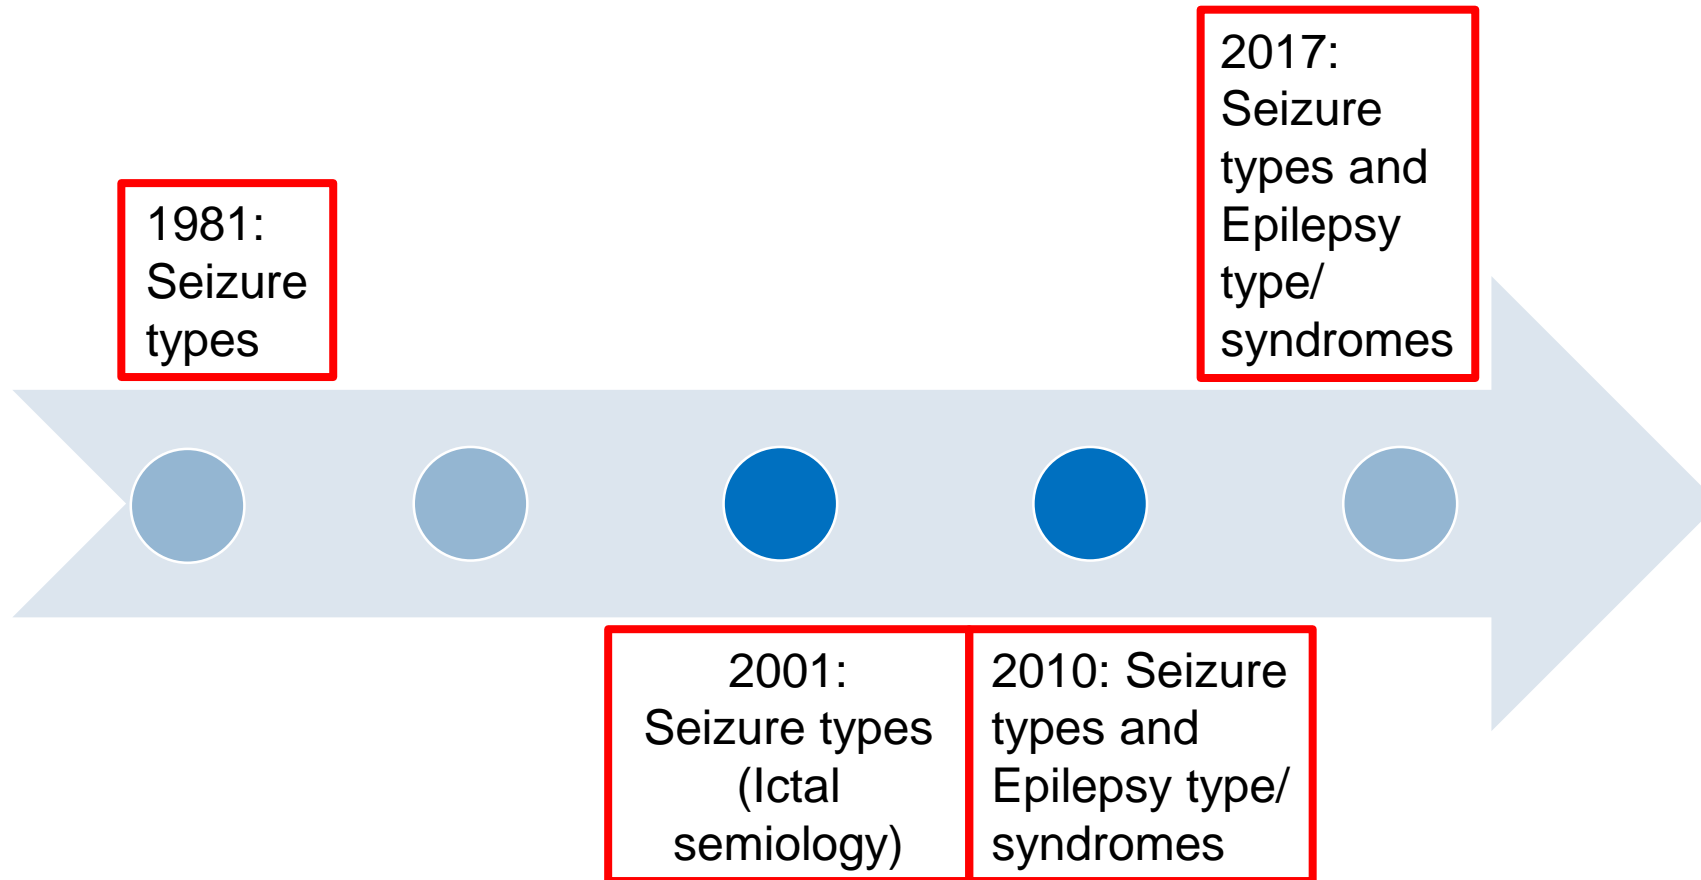 1981:
Seizure
types
2017:
Seizure
types and
Epilepsy
type/
syndromes
2001:
Seizure types
(Ictal
semiology)
2010: Seizure
types and
Epilepsy type/
syndromes